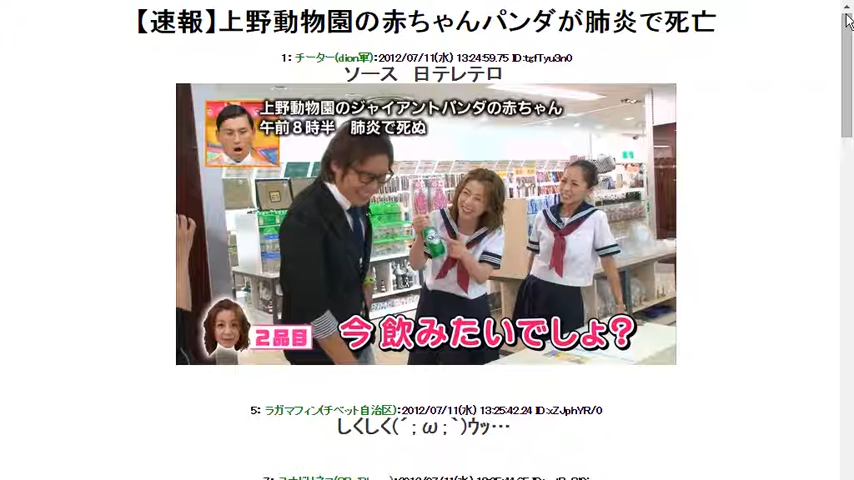 【速報】上野動物園の赤ちゃんパンダが肺炎で死亡
1: チーター(dion軍):2012/07/11(水) 13:24:59.75 ID:tgfTyu3n0
ソース 日テレテロ
上野動物園のジャイアントパンダの赤ちゃん
午前８時半 肺炎で死ぬ
2品目
今 飲みたいでしょ?
5: ラガマフィン(チベット自治区):2012/07/11(水) 13:25:42.24 ID:xZJphYR/0
しくしく(´；ω；`)ｳｯ…